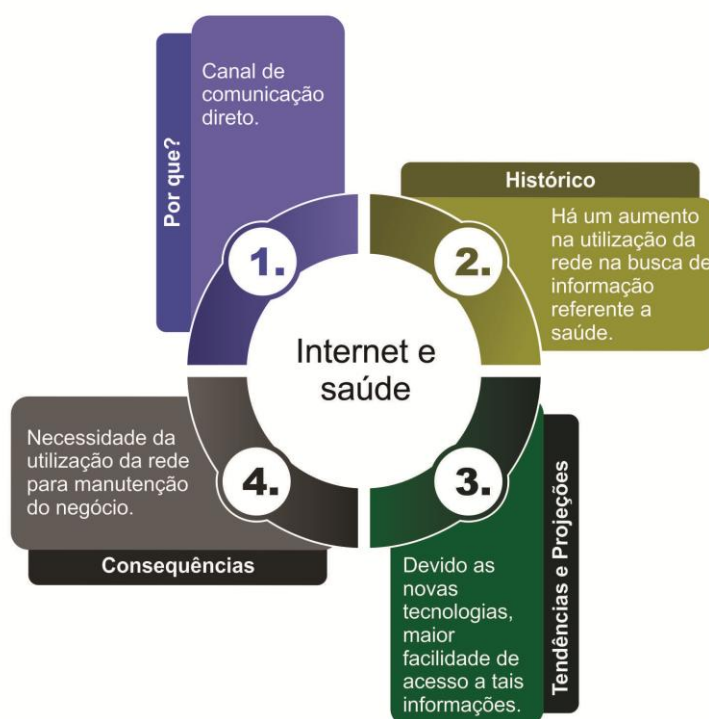 Por que?
Canal de
comunicação
direto.
1.
Histórico
Há um aumento
na utilização da
rede na busca de
informação
referente a
saúde.
2.
Internet e
saúde
3.
Tendências e Projeções
Devido as
novas
tecnologias,
maior
facilidade de
acesso a tais
informações.
4.
Necessidade da
utilização da rede
para manutenção
do negócio.
Consequências